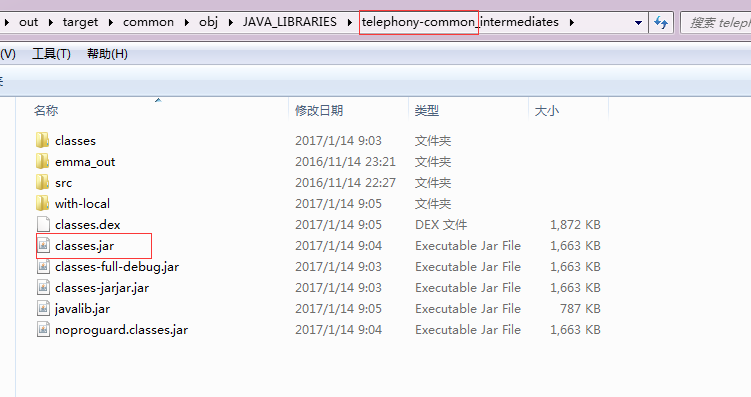 out target common obj JAVA_LIBRARIES telephony-common_intermediates 搜索 telep
(V) 工具(T) 帮助(H)
名称 修改日期 类型 大小
classes 2017/1/14 9:03 文件夹
emma_out 2016/11/14 23:21 文件夹
src 2016/11/14 22:27 文件夹
with-local 2017/1/14 9:05 文件夹
classes.dex 2017/1/14 9:05 DEX 文件 1,872 KB
classes.jar 2017/1/14 9:04 Executable Jar File 1,663 KB
classes-full-debug.jar 2017/1/14 9:03 Executable Jar File 1,663 KB
classes-jarjar.jar 2017/1/14 9:03 Executable Jar File 1,663 KB
javalib.jar 2017/1/14 9:05 Executable Jar File 787 KB
noproguard.classes.jar 2017/1/14 9:04 Executable Jar File 1,663 KB